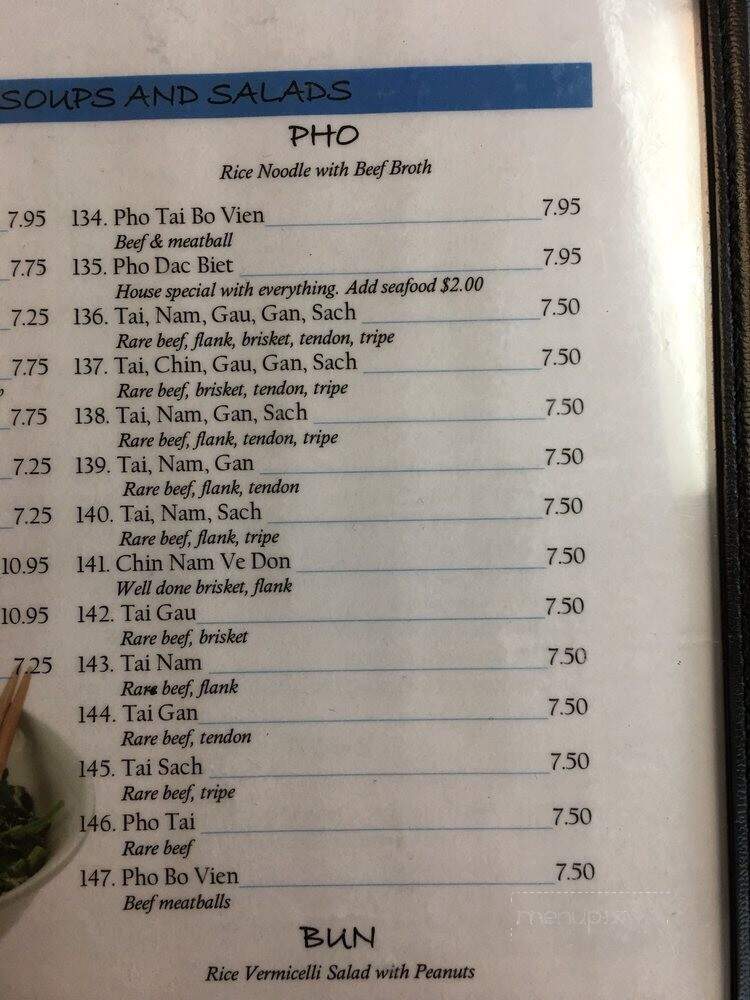 SOUPS AND SALADS
PHO
Rice Noodle with Beef Broth
7.95 134. Pho Tai Bo Vien 7.95
Beef & meatball
7.75 135. Pho Dac Biet 7.95
House special with everything. Add seafood $2.00
7.25 136. Tai, Nam, Gau, Gan, Sach 7.50
Rare beef, flank, brisket, tendon, tripe
7.75 137. Tai, Chin, Gau, Gan, Sach 7.50
Rare beef, brisket, tendon, tripe
7.75 138. Tai, Nam, Gan, Sach 7.50
Rare beef, flank, tendon, tripe
7.25 139. Tai, Nam, Gan 7.50
Rare beef, flank, tendon
7.25 140. Tai, Nam, Sach 7.50
Rare beef, flank, tripe
10.95 141. Chin Nam Ve Don 7.50
Well done brisket, flank
10.95 142. Tai Gau 7.50
Rare beef, brisket
7.25 143. Tai Nam 7.50
Rare beef, flank
144. Tai Gan 7.50
Rare beef, tendon
145. Tai Sach 7.50
Rare beef, tripe
146. Pho Tai 7.50
Rare beef
147. Pho Bo Vien 7.50
Beef meatballs
menupix
BUN
Rice Vermicelli Salad with Peanuts